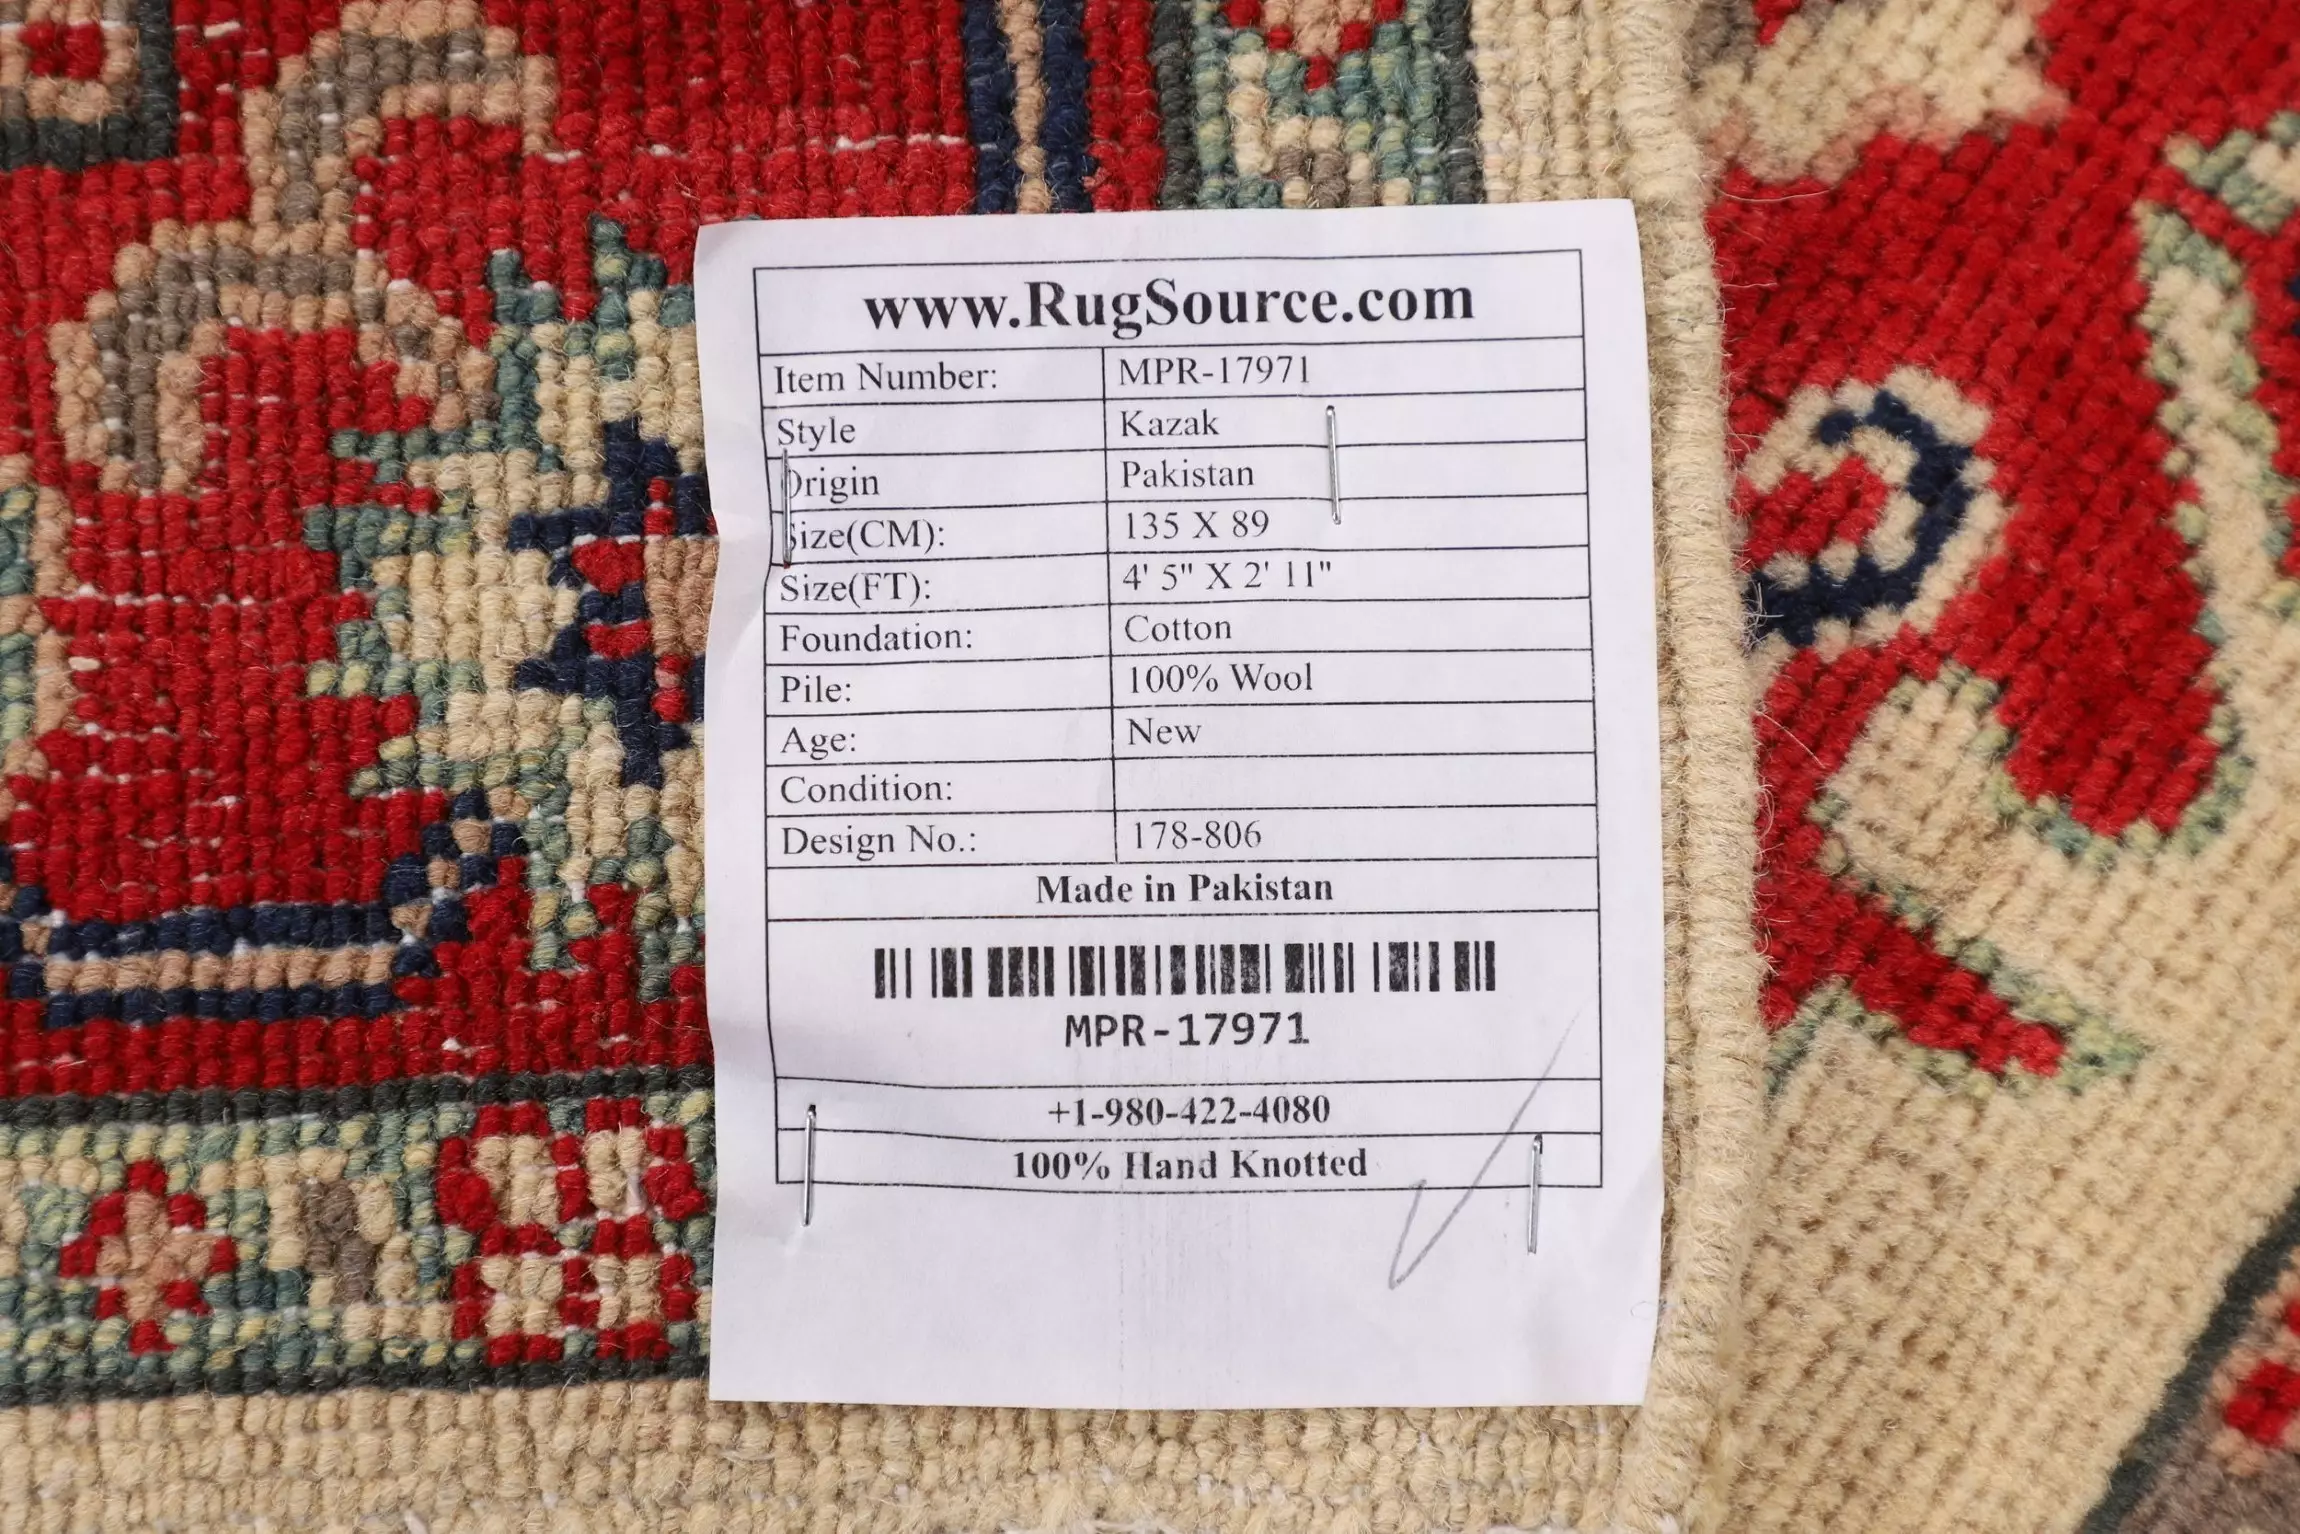 www.RugSource.com
Item Number: MPR-17971
Style Kazak
Origin Pakistan
Size(CM): 135 X 89
Size(FT): 4' 5" X 2' 11"
Foundation: Cotton
Pile: 100% Wool
Age: New
Condition:
Design No.: 178-806
Made in Pakistan
MPR-17971
+1-980-422-4080
100% Hand Knotted